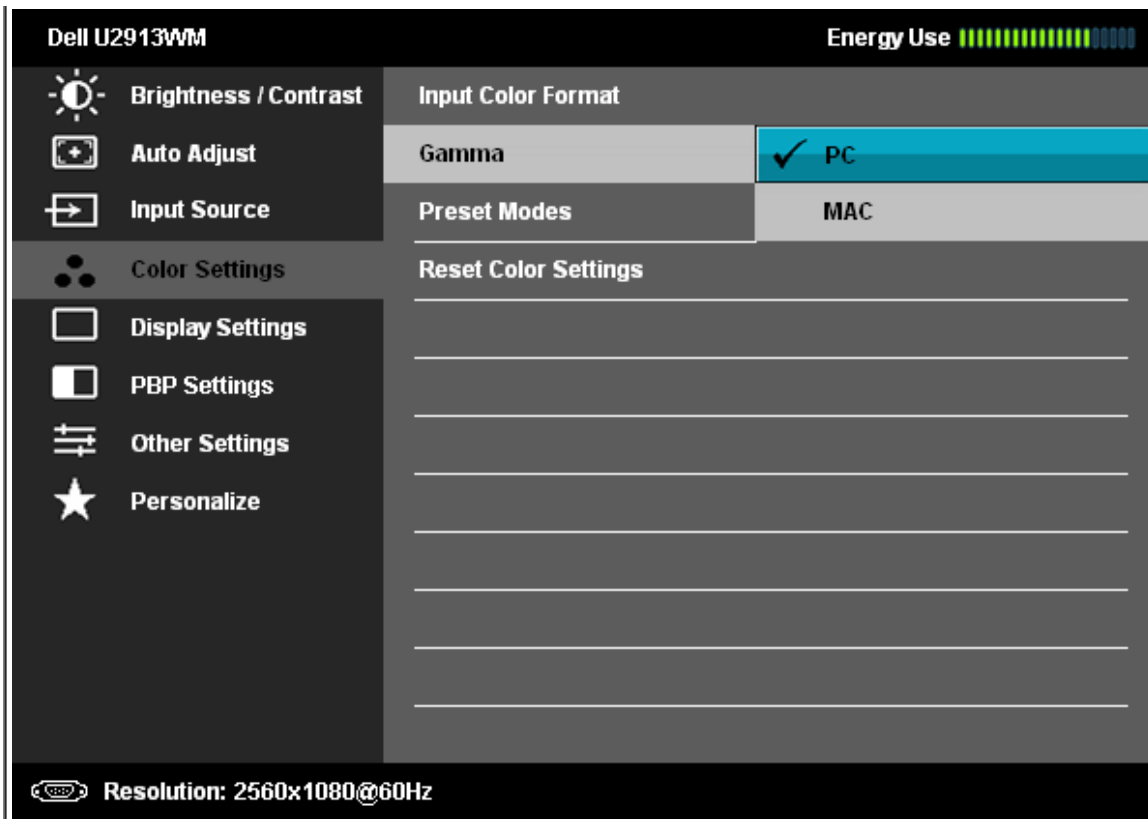 Dell U2913WM Energy Use
Brightness / Contrast Input Color Format
Auto Adjust Gamma PC
Input Source Preset Modes MAC
Color Settings Reset Color Settings
Display Settings
PBP Settings
Other Settings
Personalize
Resolution: 2560x1080@60Hz